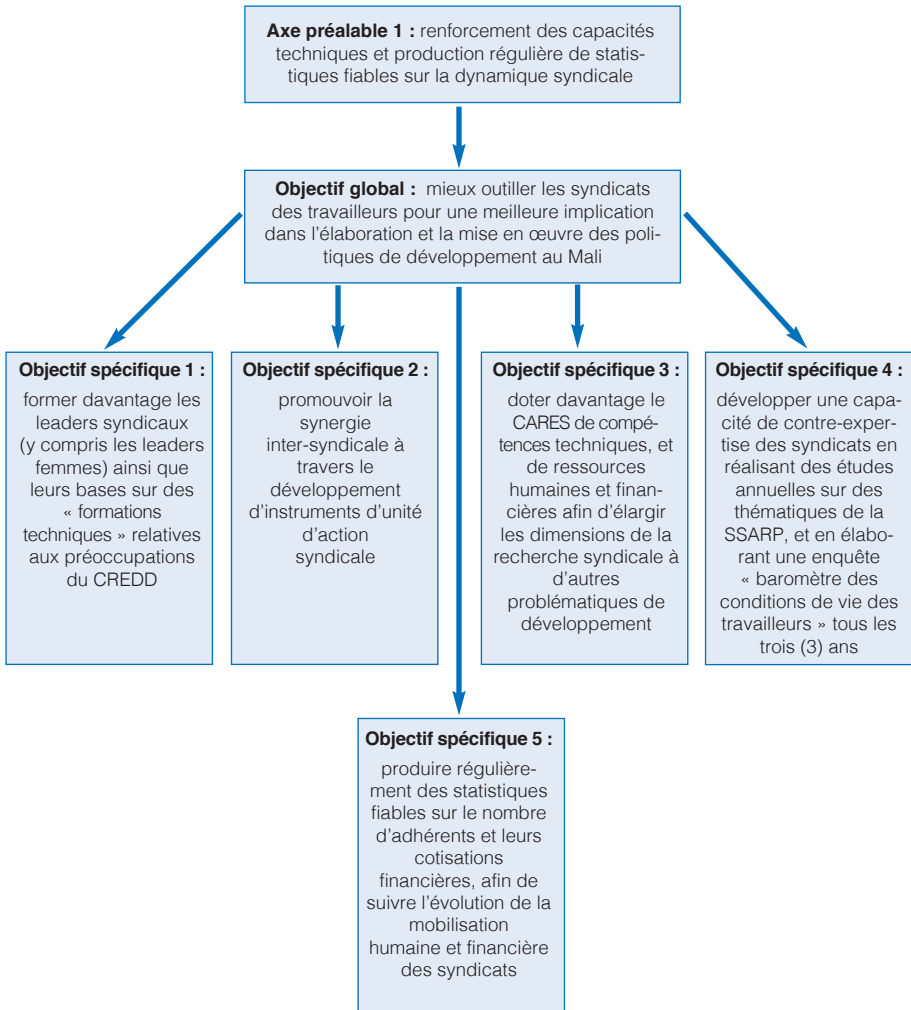 Axe préalable 1 : renforcement des capacités
techniques et production régulière de statis-
tiques fiables sur la dynamique syndicale
Objectif global : mieux outiller les syndicats
des travailleurs pour une meilleure implication
dans l'élaboration et la mise en œuvre des poli-
tiques de développement au Mali
Objectif spécifique 1 :
former davantage les
leaders syndicaux
(y compris les leaders
femmes) ainsi que
leurs bases sur des
« formations
techniques » relatives
aux préoccupations
du CREDD
Objectif spécifique 2 :
promouvoir la
synergie
inter-syndicale à
travers le
développement
d'instruments d'unité
d'action
syndicale
Objectif spécifique 3 :
doter davantage le
CARES de compé-
tences techniques, et
de ressources
humaines et finan-
cières afin d'élargir
les dimensions de la
recherche syndicale à
d'autres
problématiques de
développement
Objectif spécifique 4 :
développer une capa-
cité de contre-exper-
tise des syndicats en
réalisant des études
annuelles sur des
thématiques de la
SSARP, et en élabo-
rant une enquête
« baromètre des
conditions de vie des
travailleurs » tous les
trois (3) ans
Objectif spécifique 5 :
produire régulière-
ment des statistiques
fiables sur le nombre
d'adhérents et leurs
cotisations
financières, afin de
suivre l'évolution de la
mobilisation
humaine et financière
des syndicats